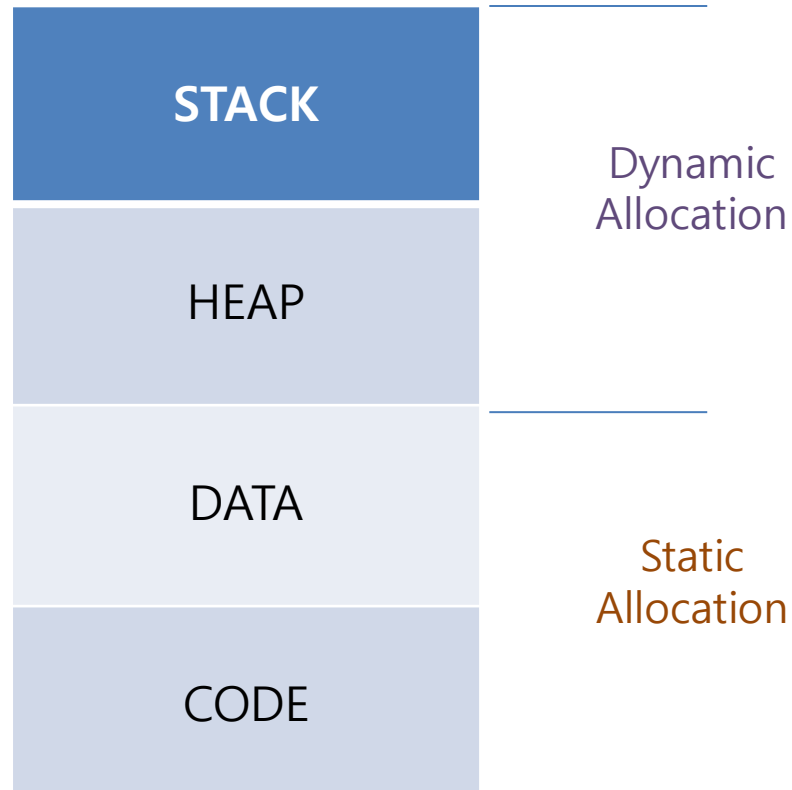 STACK
Dynamic
Allocation
HEAP
DATA
Static
Allocation
CODE